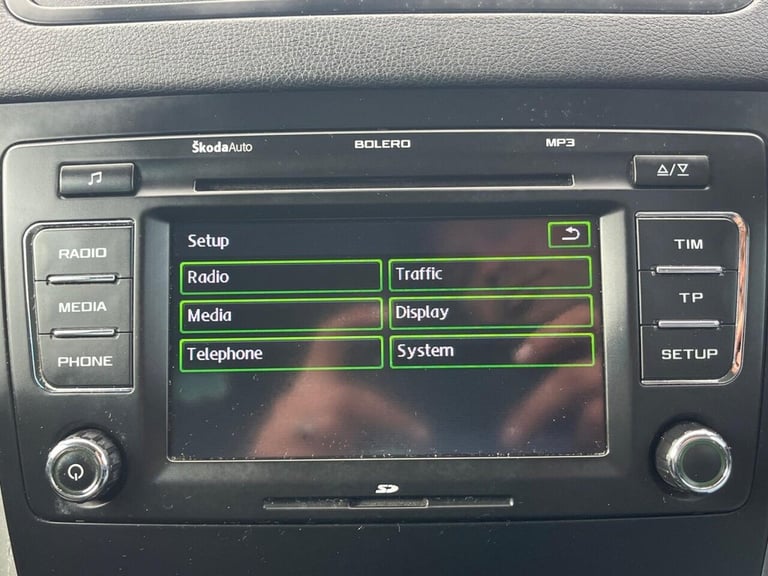 ŠkodaAuto BOLERO MP3
RADIO
MEDIA
PHONE
Setup
Radio Traffic
Media Display
Telephone System
TIM
TP
SETUP
SD